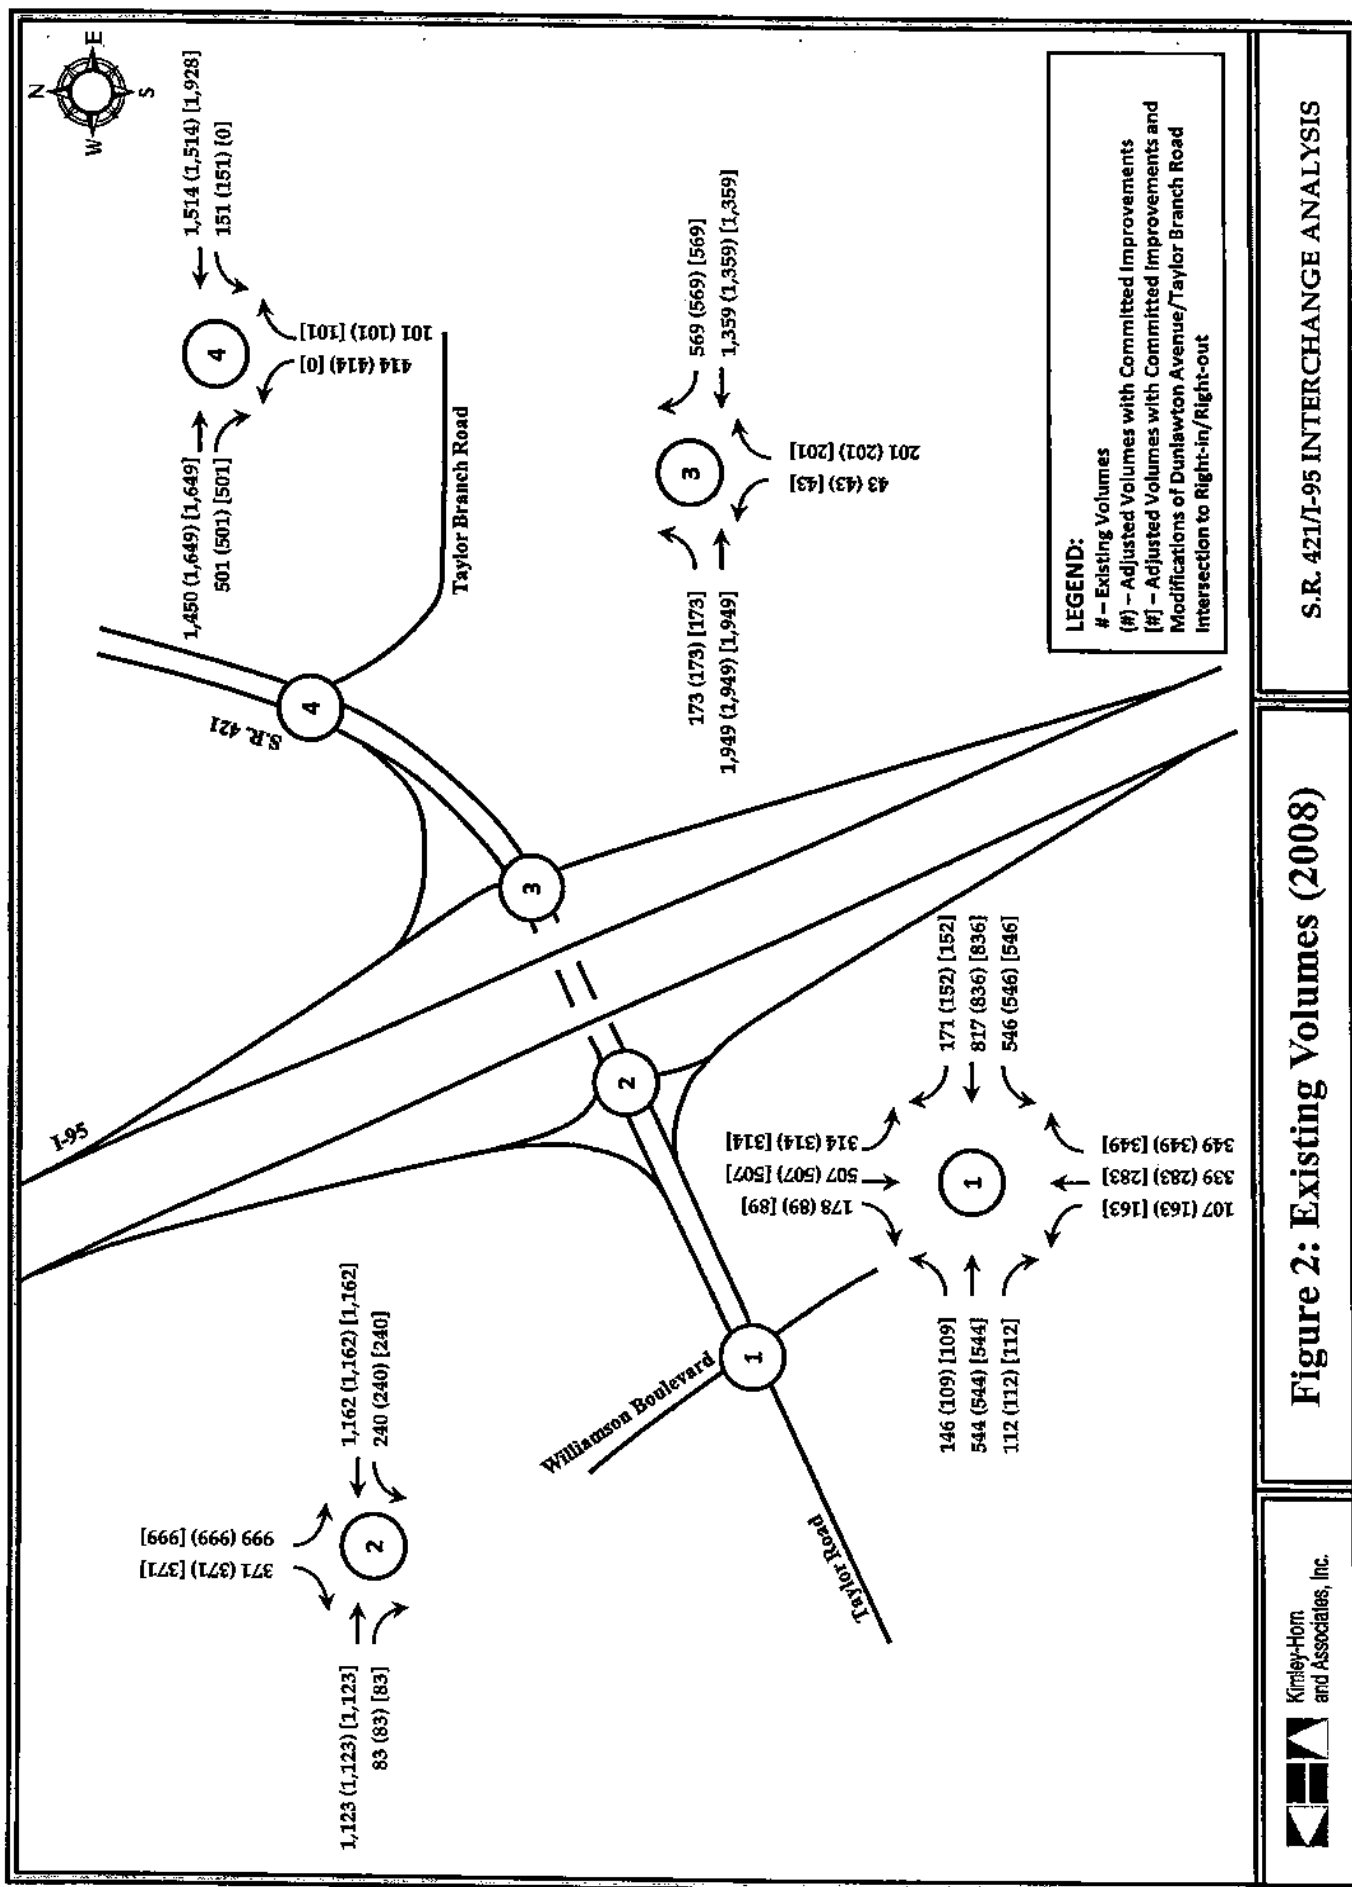 N
W
E
S
I-95
S.R. 421
Taylor Branch Road
Williamson Boulevard
Taylor Road
1
2
3
4
2
371 (371) [371]
999 (999) [999]
1,123 (1,123) [1,123]
83 (83) [83]
1,162 (1,162) [1,162]
240 (240) [240]
4
1,450 (1,649) [1,649]
501 (501) [501]
1,514 (1,514) [1,928]
151 (151) [0]
414 (414) [0]
101 (101) [101]
3
173 (173) [173]
1,949 (1,949) [1,949]
569 (569) [569]
1,359 (1,359) [1,359]
43 (43) [43]
201 (201) [201]
1
178 (89) [89]
507 (507) [507]
314 (314) [314]
146 (109) [109]
544 (544) [544]
112 (112) [112]
171 (152) [152]
817 (836) [836]
546 (546) [546]
107 (163) [163]
339 (283) [283]
349 (349) [349]
LEGEND:
# – Existing Volumes
(#) – Adjusted Volumes with Committed Improvements
[#] – Adjusted Volumes with Committed Improvements and
Modifications of Dunlawton Avenue/Taylor Branch Road
Intersection to Right-in/Right-out
Kimley-Horn
and Associates, Inc.
Figure 2: Existing Volumes (2008)
S.R. 421/I-95 INTERCHANGE ANALYSIS